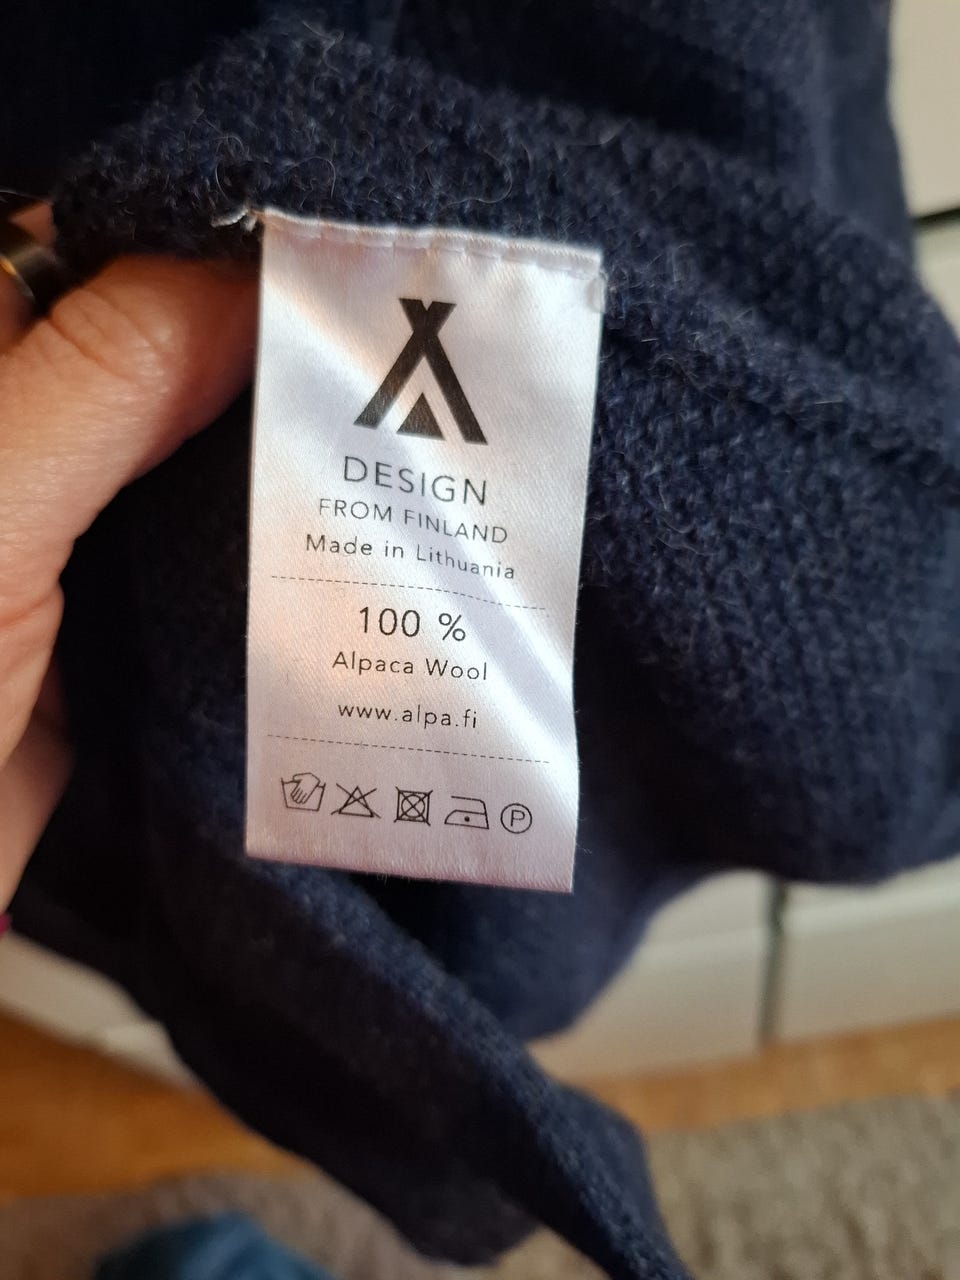 DESIGN
FROM FINLAND
Made in Lithuania
100 %
Alpaca Wool
www.alpa.fi
P